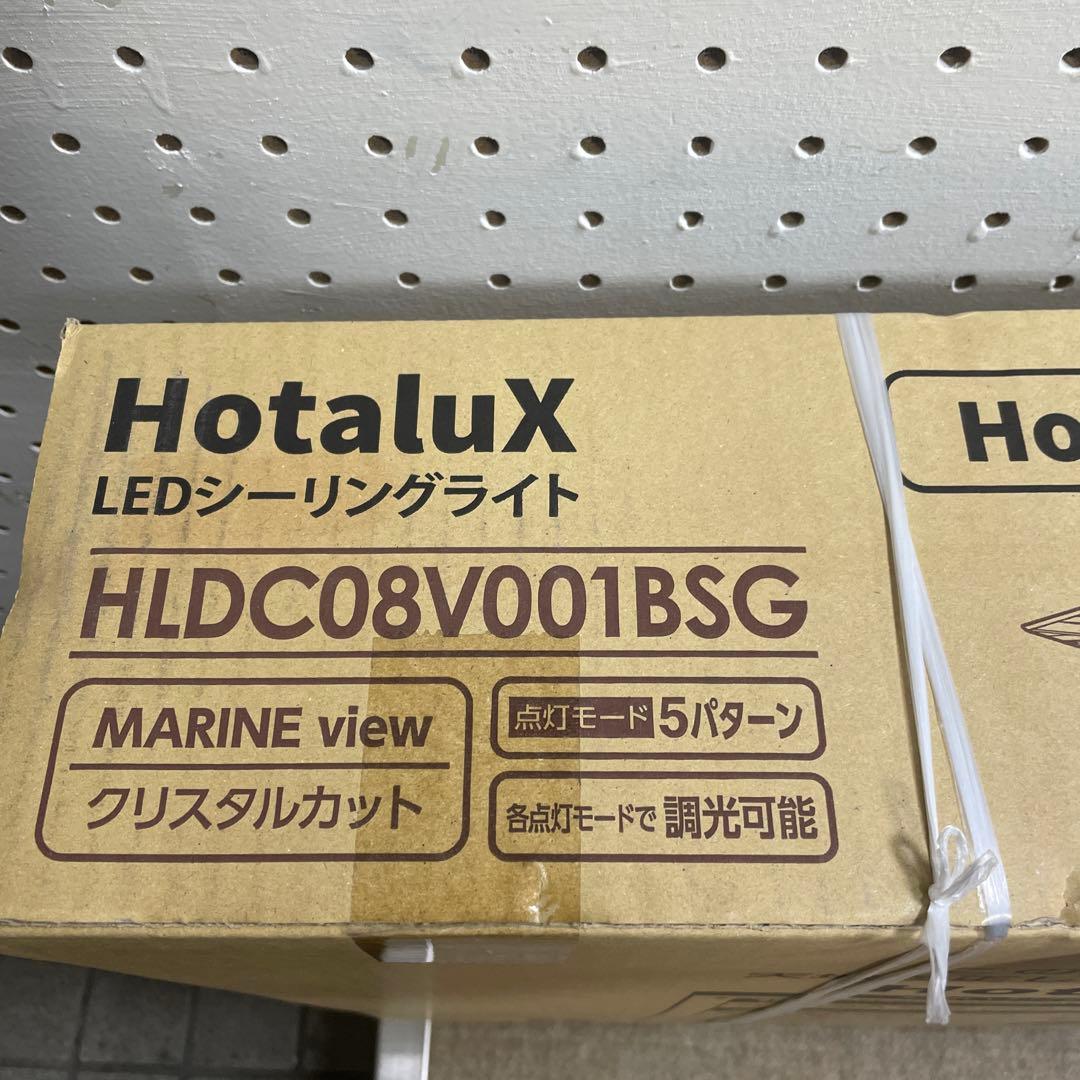 HotaluX
LEDシーリングライト
HLDC08V001BSG
MARINE view
クリスタルカット
点灯モード 5パターン
各点灯モードで 調光可能
Ho